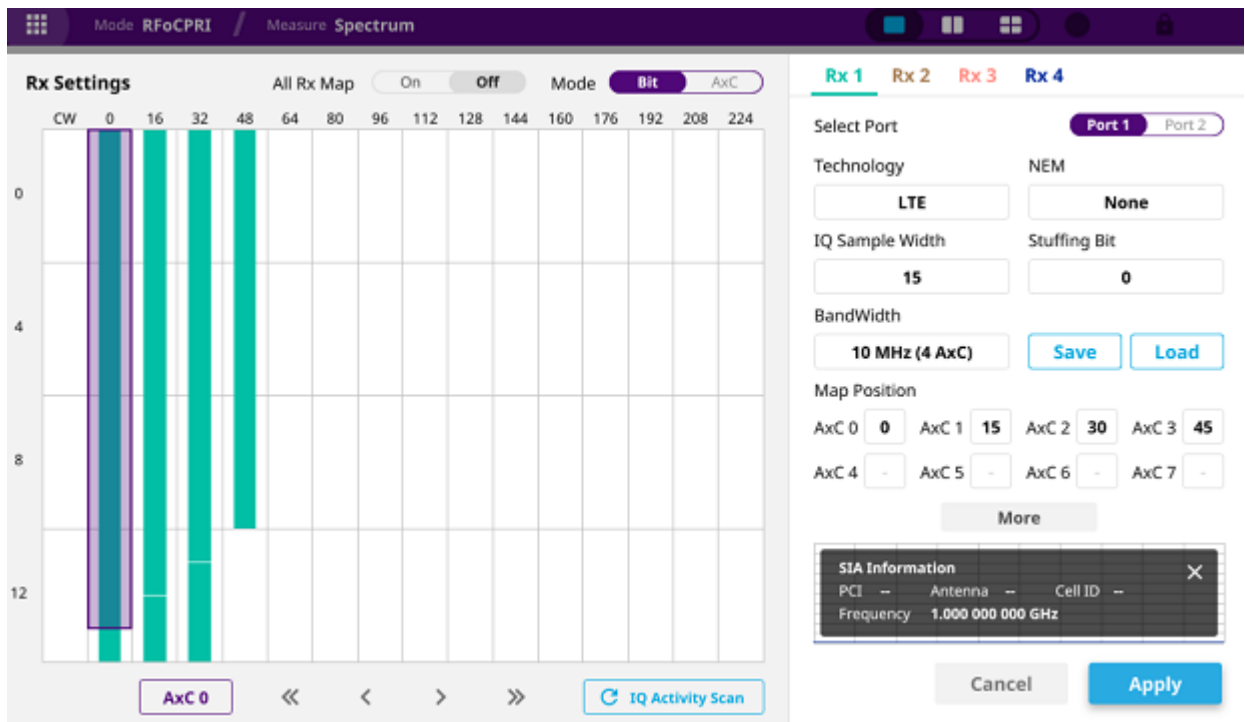 Mode RFoCPRI / Measure Spectrum
Rx Settings
All Rx Map On Off Mode Bit AxC
CW 0 16 32 48 64 80 96 112 128 144 160 176 192 208 224
0
4
8
12
AxC 0 IQ Activity Scan
Rx 1 Rx 2 Rx 3 Rx 4
Select Port Port 1 Port 2
Technology NEM
LTE None
IQ Sample Width Stuffing Bit
15 0
BandWidth
10 MHz (4 AxC) Save Load
Map Position
AxC 0 0 AxC 1 15 AxC 2 30 AxC 3 45
AxC 4 - AxC 5 - AxC 6 - AxC 7 -
More
SIA Information
PCI -- Antenna -- Cell ID --
Frequency 1.000 000 000 GHz
Cancel Apply